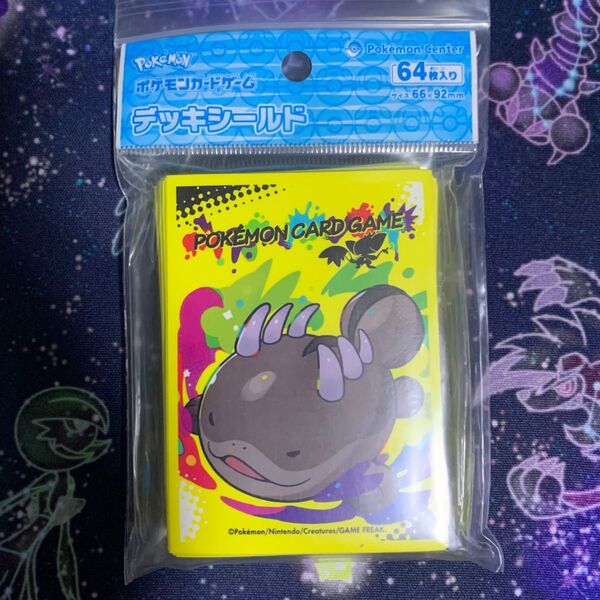 POKÉMON
ポケモンカードゲーム
デッキシールド
Pokémon Center
64枚入り
サイズ 66×92mm
POKÉMON CARD GAME
©Pokémon/Nintendo/Creatures/GAME FREAK.